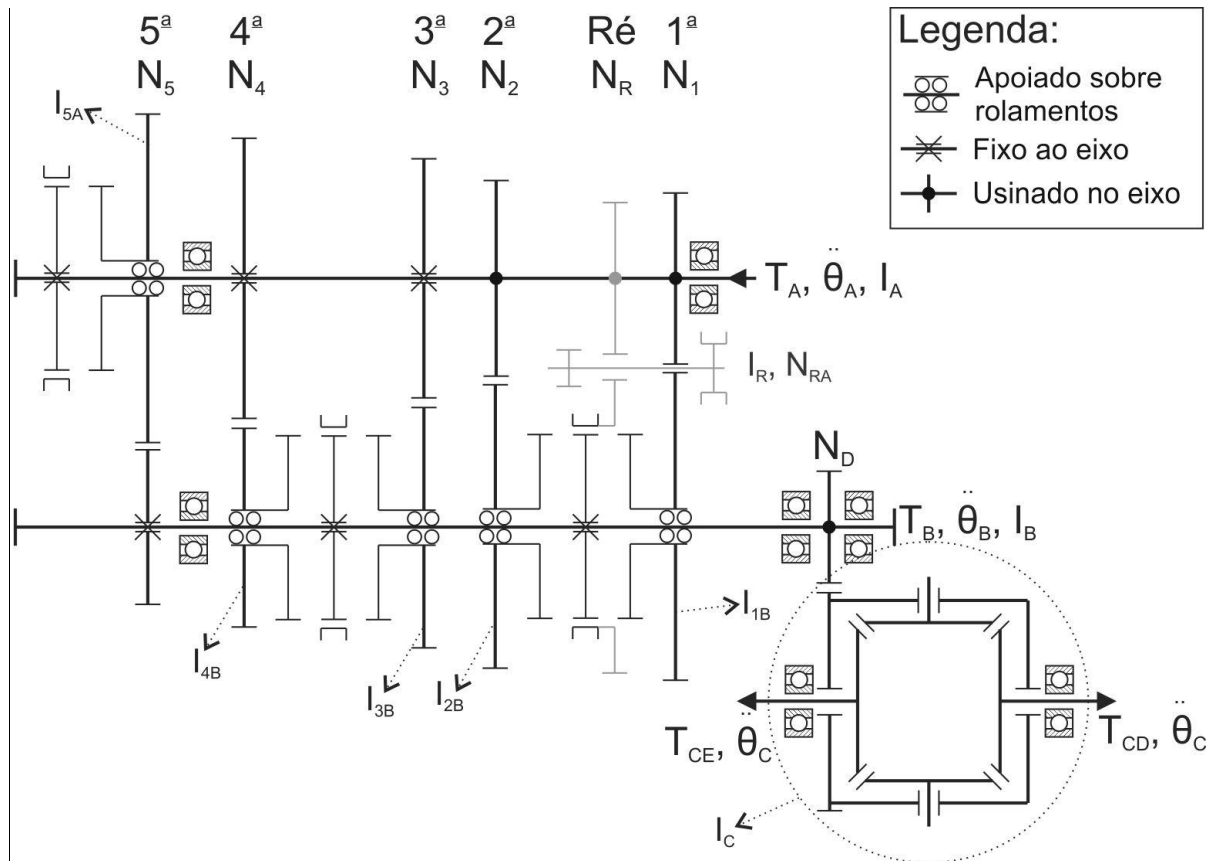 5ª 4ª 3ª 2ª Ré 1ª
N5 N4 N3 N2 NR N1
Legenda:
Apoiado sobre
rolamentos
Fixo ao eixo
Usinado no eixo
I5A
TA, θ̈A, IA
IR, NRA
ND
TB, θ̈B, IB
I1B
I4B
I3B
I2B
TCE, θ̈C
TCD, θ̈C
IC